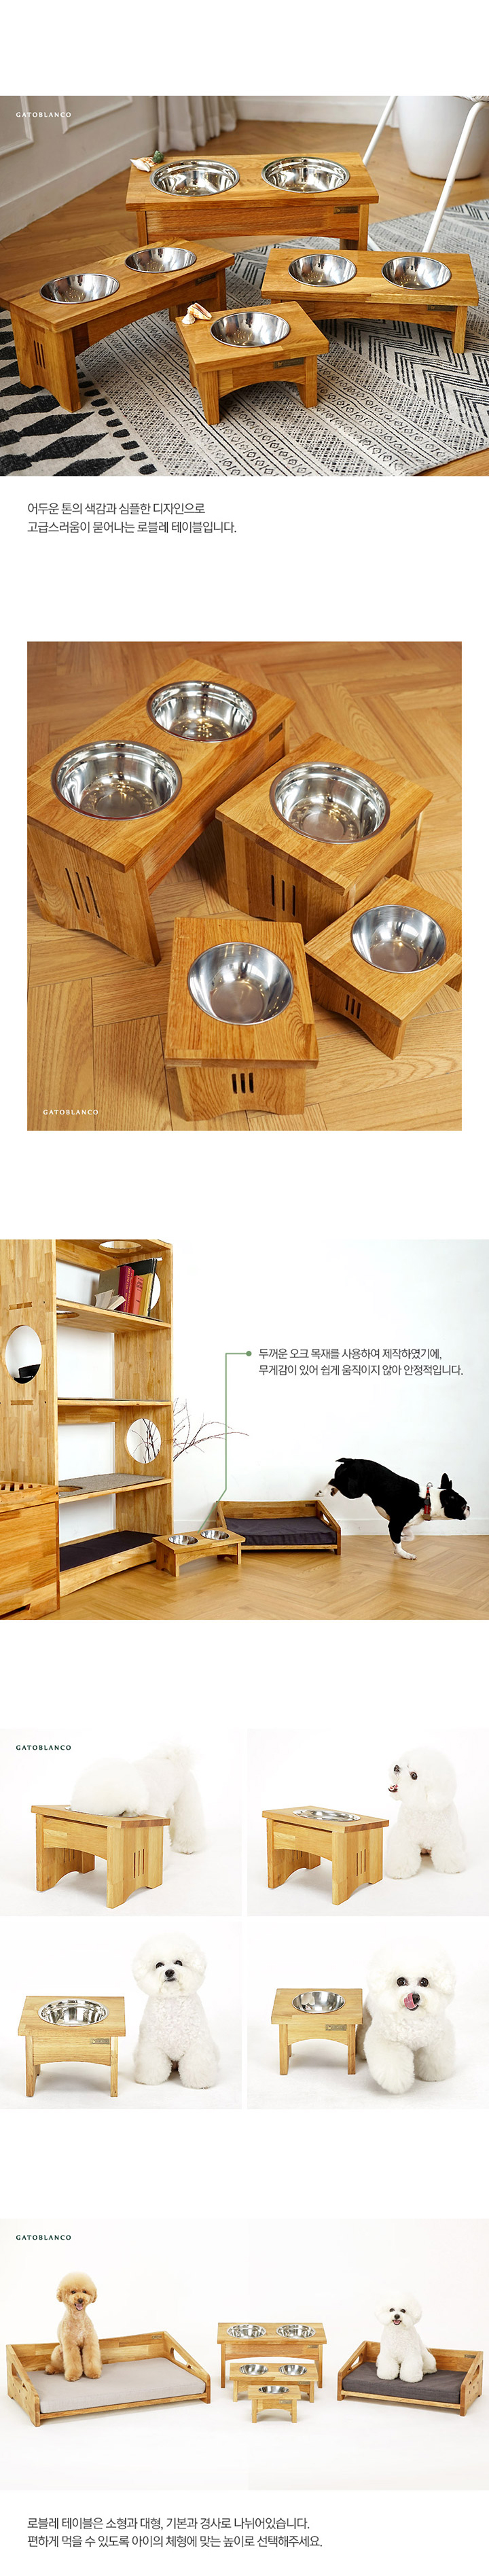 GATOBLANCO
어두운 톤의 색감과 심플한 디자인으로
고급스러움이 묻어나는 로블레 테이블입니다.
GATOBLANCO
두꺼운 오크 목재를 사용하여 제작하였기에,
무게감이 있어 쉽게 움직이지 않아 안정적입니다.
GATOBLANCO
GATOBLANCO
로블레 테이블은 소형과 대형, 기본과 경사로 나뉘어있습니다.
편하게 먹을 수 있도록 아이의 체형에 맞는 높이로 선택해주세요.